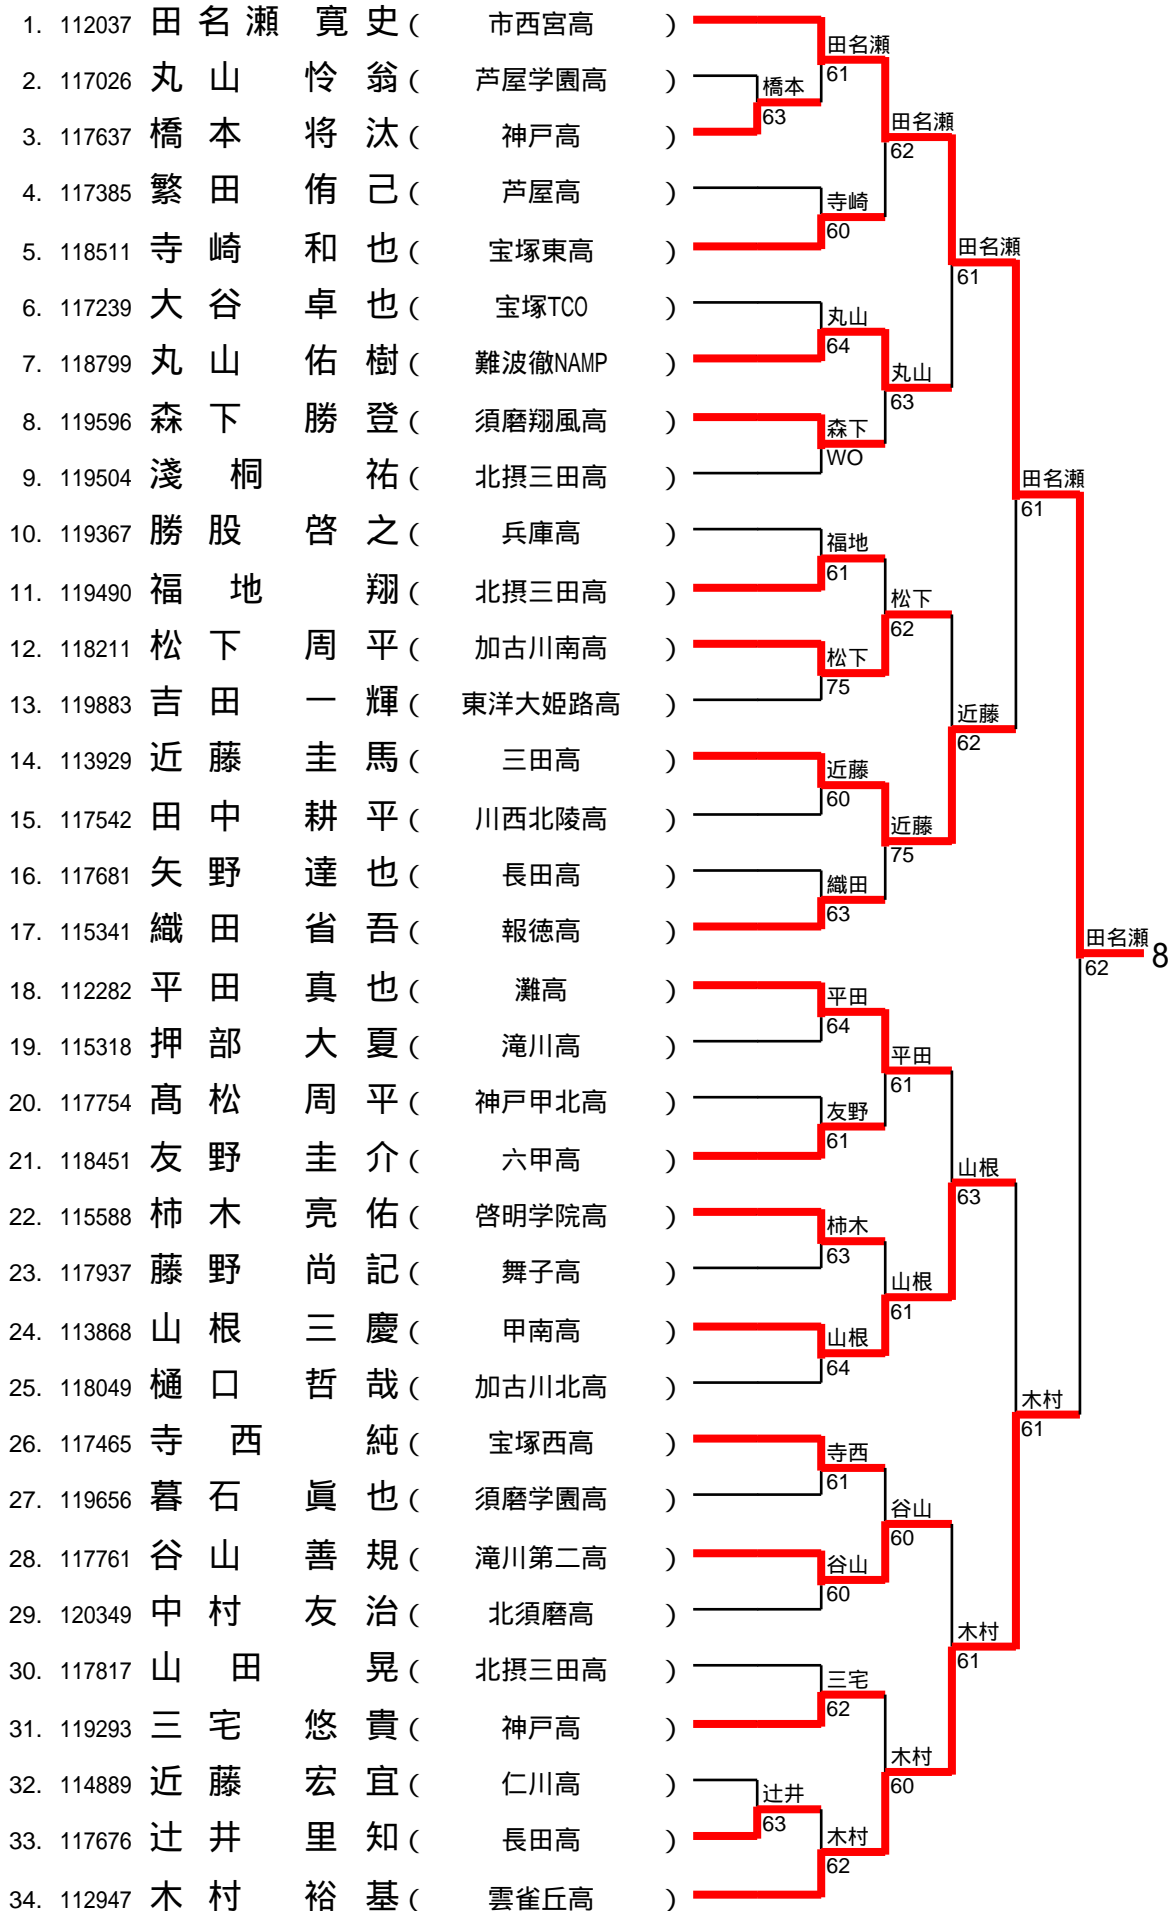 1. 112037 田名瀬 寛史 ( 市西宮高 )
2. 117026 丸山 怜翁 ( 芦屋学園高 )
3. 117637 橋本 将汰 ( 神戸高 )
4. 117385 繁田 侑己 ( 芦屋高 )
5. 118511 寺崎 和也 ( 宝塚東高 )
6. 117239 大谷 卓也 ( 宝塚TCO )
7. 118799 丸山 佑樹 ( 難波徹NAMP )
8. 119596 森下 勝登 ( 須磨翔風高 )
9. 119504 淺桐 祐 ( 北摂三田高 )
10. 119367 勝股 啓之 ( 兵庫高 )
11. 119490 福地 翔 ( 北摂三田高 )
12. 118211 松下 周平 ( 加古川南高 )
13. 119883 吉田 一輝 ( 東洋大姫路高 )
14. 113929 近藤 圭馬 ( 三田高 )
15. 117542 田中 耕平 ( 川西北陵高 )
16. 117681 矢野 達也 ( 長田高 )
17. 115341 織田 省吾 ( 報徳高 )
18. 112282 平田 真也 ( 灘高 )
19. 115318 押部 大夏 ( 滝川高 )
20. 117754 髙松 周平 ( 神戸甲北高 )
21. 118451 友野 圭介 ( 六甲高 )
22. 115588 柿木 亮佑 ( 啓明学院高 )
23. 117937 藤野 尚記 ( 舞子高 )
24. 113868 山根 三慶 ( 甲南高 )
25. 118049 樋口 哲哉 ( 加古川北高 )
26. 117465 寺西 純 ( 宝塚西高 )
27. 119656 暮石 眞也 ( 須磨学園高 )
28. 117761 谷山 善規 ( 滝川第二高 )
29. 120349 中村 友治 ( 北須磨高 )
30. 117817 山田 晃 ( 北摂三田高 )
31. 119293 三宅 悠貴 ( 神戸高 )
32. 114889 近藤 宏宜 ( 仁川高 )
33. 117676 辻井 里知 ( 長田高 )
34. 112947 木村 裕基 ( 雲雀丘高 )
橋本
63
辻井
63
田名瀬
61
寺崎
60
丸山
64
森下
WO
福地
61
松下
75
近藤
60
織田
63
平田
64
友野
61
柿木
63
山根
64
寺西
61
谷山
60
三宅
62
木村
62
田名瀬
62
丸山
63
松下
62
近藤
75
平田
61
山根
61
谷山
60
木村
60
田名瀬
61
近藤
62
山根
63
木村
61
田名瀬
61
木村
61
田名瀬
62
8